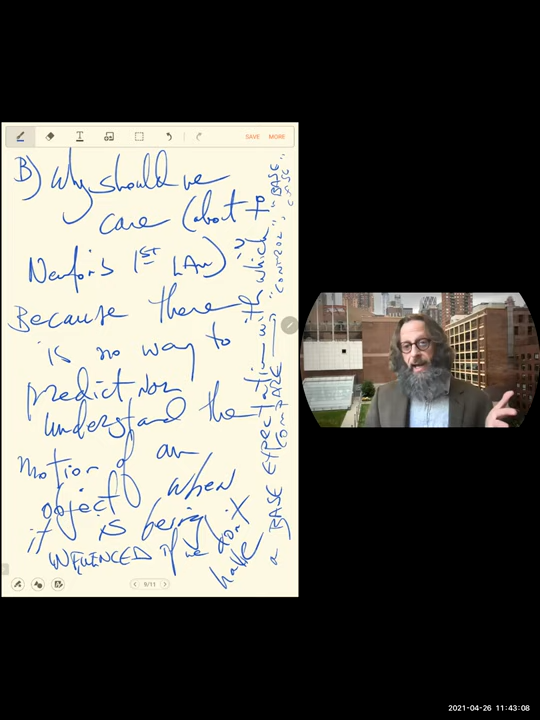 SAVE MORE
B) Why should we
care (about
Newton's 1ST LAW)?
Because there
is no way to
predict nor
understand the
motion of an
object when
it is being
INFLUENCED if we don't
have
a BASE EXPECTATION with which
COMPARE "CONTROL", "BASE
CASE"
9/11
2021-04-26 11:43:08